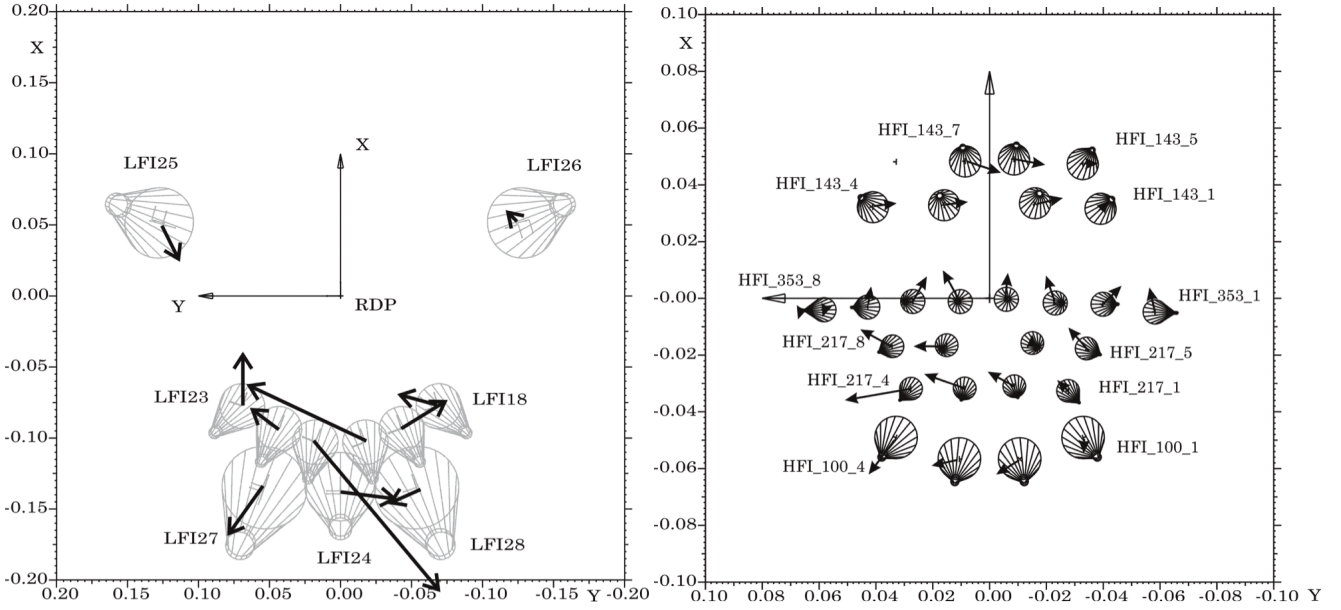 0.20
X
0.15
0.10
0.05
0.00
-0.05
-0.10
-0.15
-0.20
0.20 0.15 0.10 0.05 0.00 -0.05 -0.10 -0.15 Y -0.20
LFI25
X
LFI26
Y
RDP
LFI23
LFI18
LFI27
LFI24
LFI28
0.10
X
0.08
0.06
0.04
0.02
-0.00
-0.02
-0.04
-0.06
-0.08
-0.10
0.10 0.08 0.06 0.04 0.02 -0.00 -0.02 -0.04 -0.06 -0.08 -0.10 Y
HFI_143_7
HFI_143_5
HFI_143_4
HFI_143_1
HFI_353_8
HFI_353_1
HFI_217_8
HFI_217_5
HFI_217_4
HFI_217_1
HFI_100_4
HFI_100_1